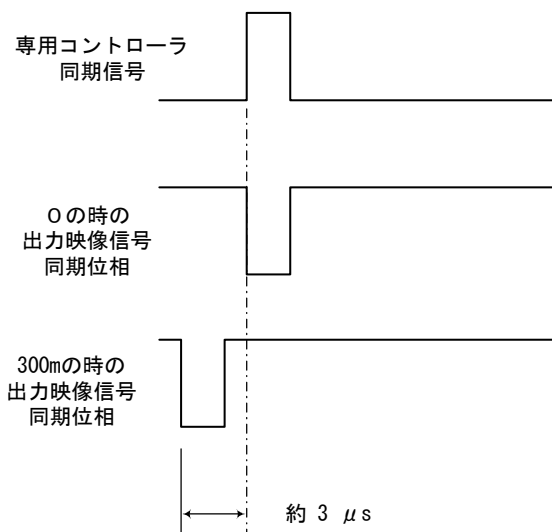 専用コントローラ
同期信号
0の時の
出力映像信号
同期位相
300mの時の
出力映像信号
同期位相
約 3 μs